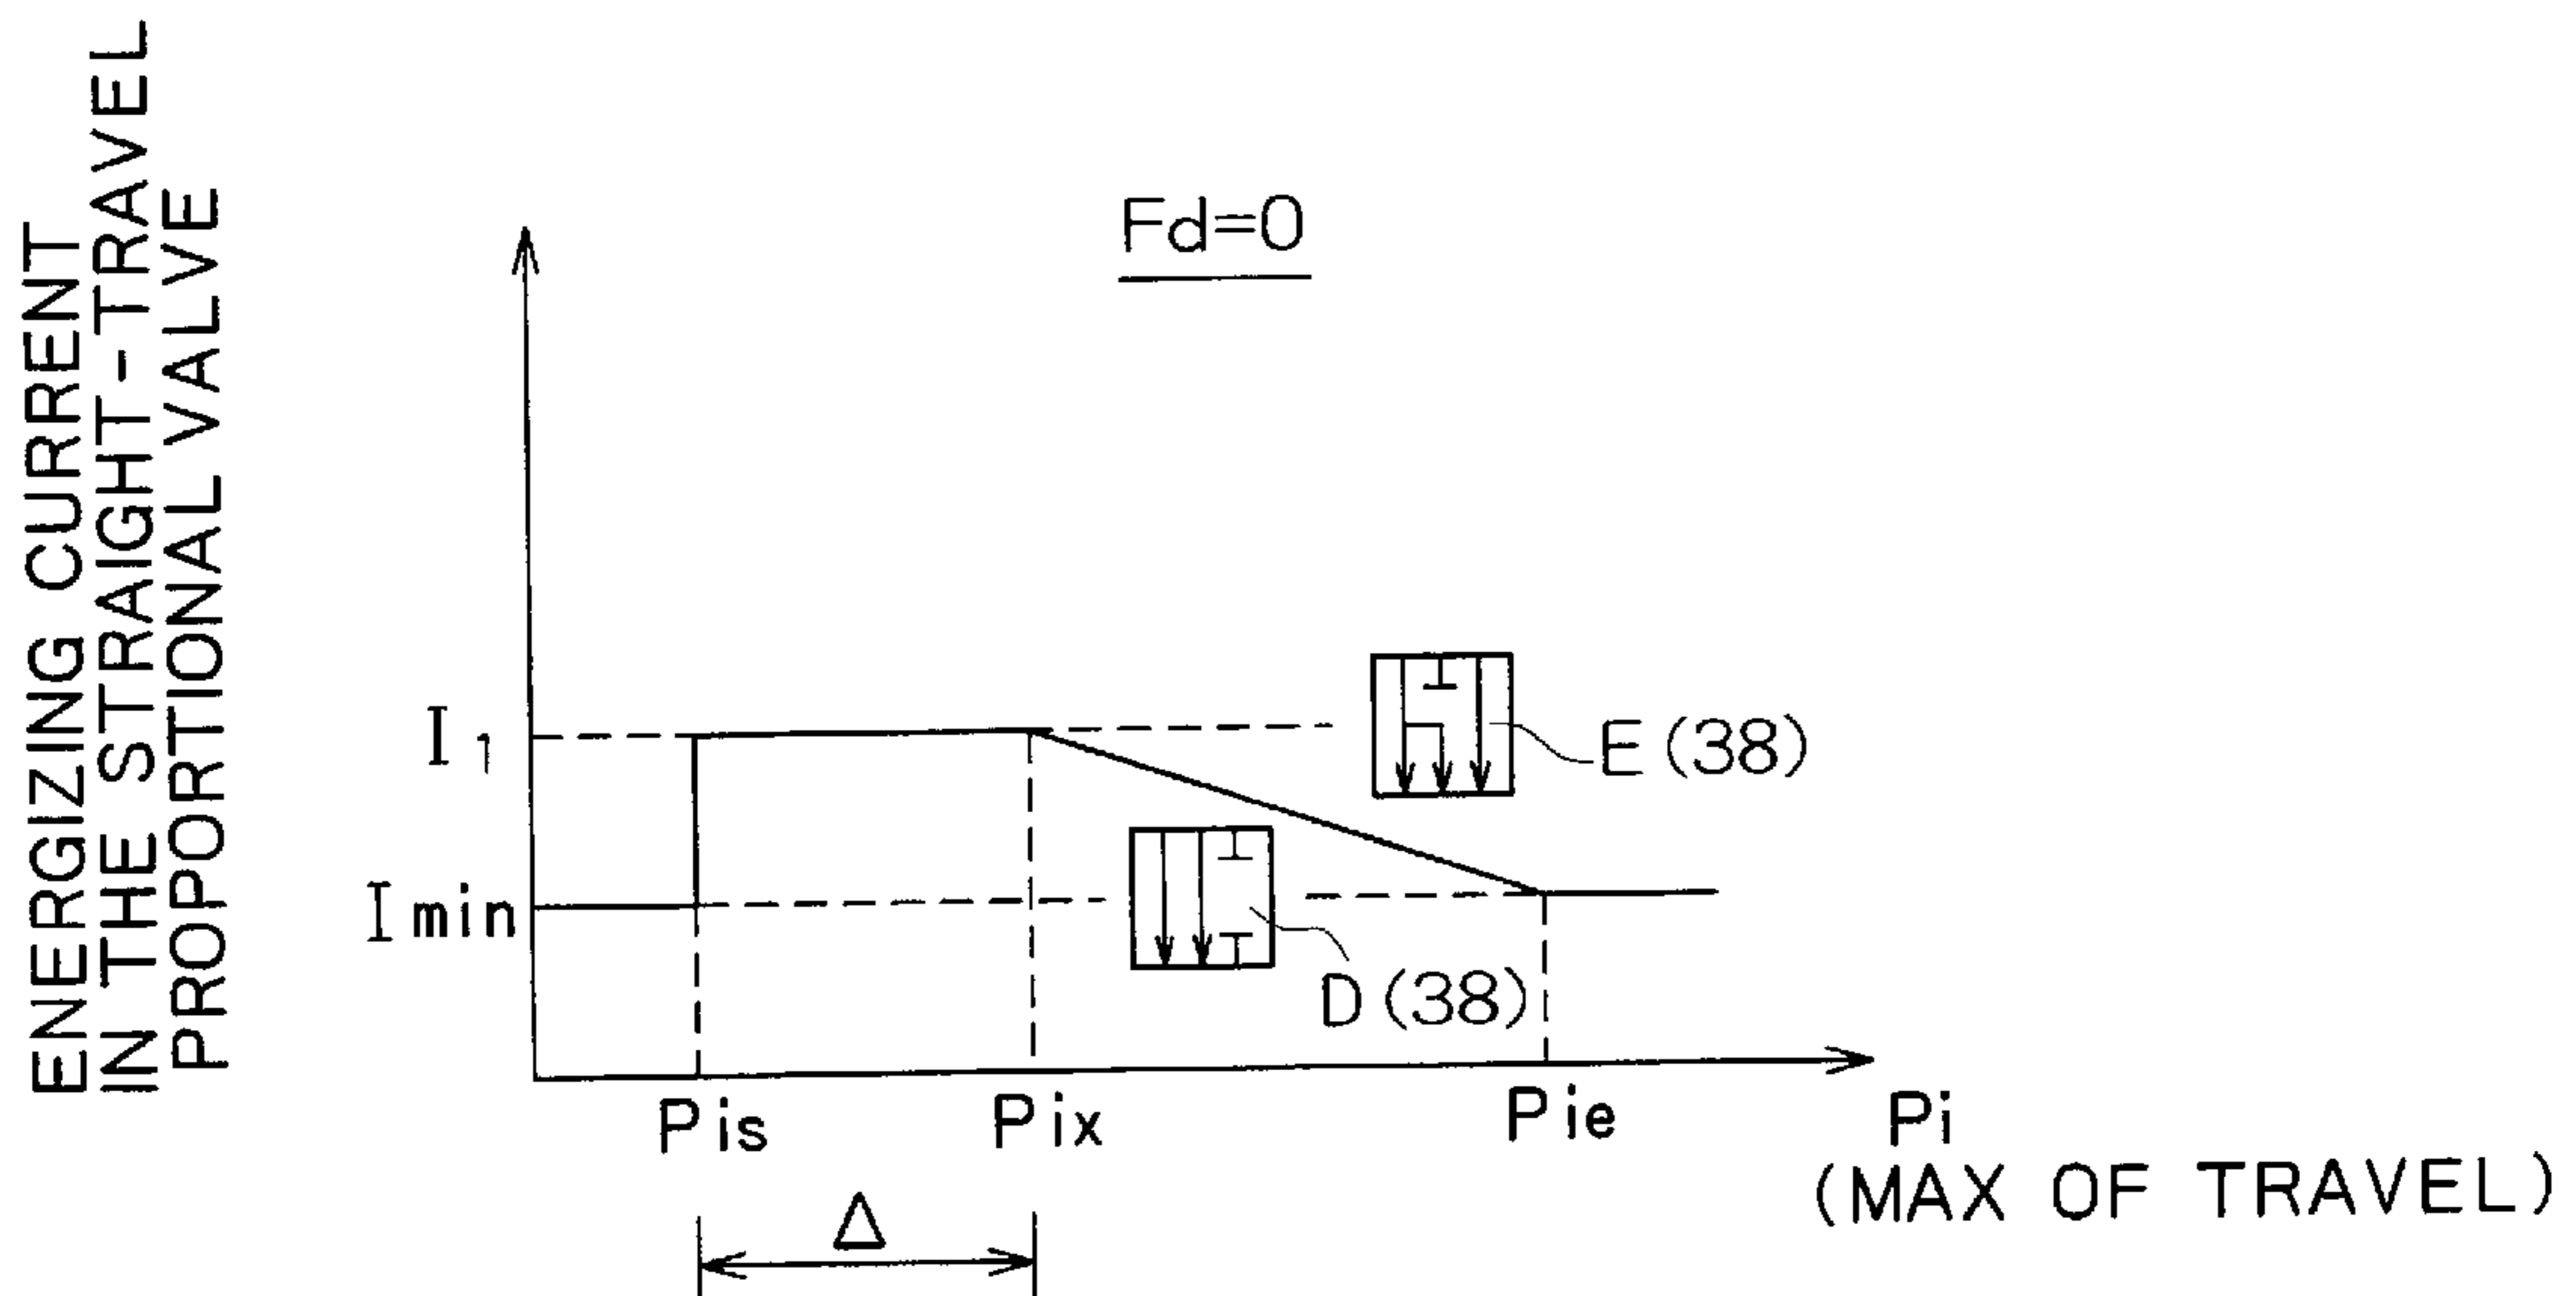 ENERGIZING CURRENT
IN THE STRAIGHT-TRAVEL
PROPORTIONAL VALVE
Fd=0
I1
E(38)
Imin
D(38)
Pis
Pix
Pie
Pi
(MAX OF TRAVEL)
Δ